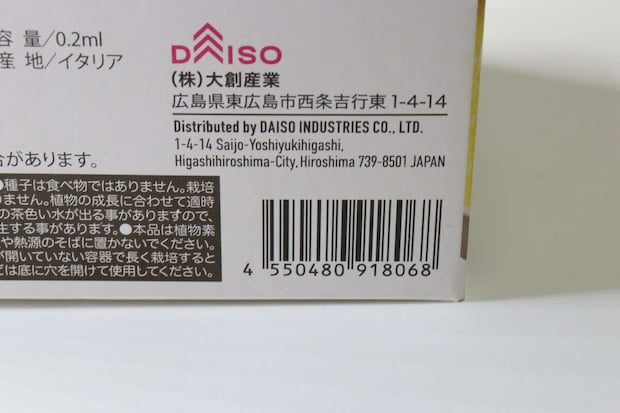 容 量/0.2ml
産 地/イタリア
合があります。
DAISO
(株)大創産業
広島県東広島市西条吉行東 1-4-14
Distributed by DAISO INDUSTRIES CO., LTD.
1-4-14 Saijo-Yoshiyukihigashi,
Higashihiroshima-City, Hiroshima 739-8501 JAPAN
●種子は食べ物ではありません。栽培
りません。植物の成長に合わせて適時
の茶色い水が出る事がありますので、
生する事があります。●本品は植物素
や熱源のそばに置かないでください。
が開いていない容器で長く栽培すると
は底に穴を開けて使用してください。
4 550480 918068